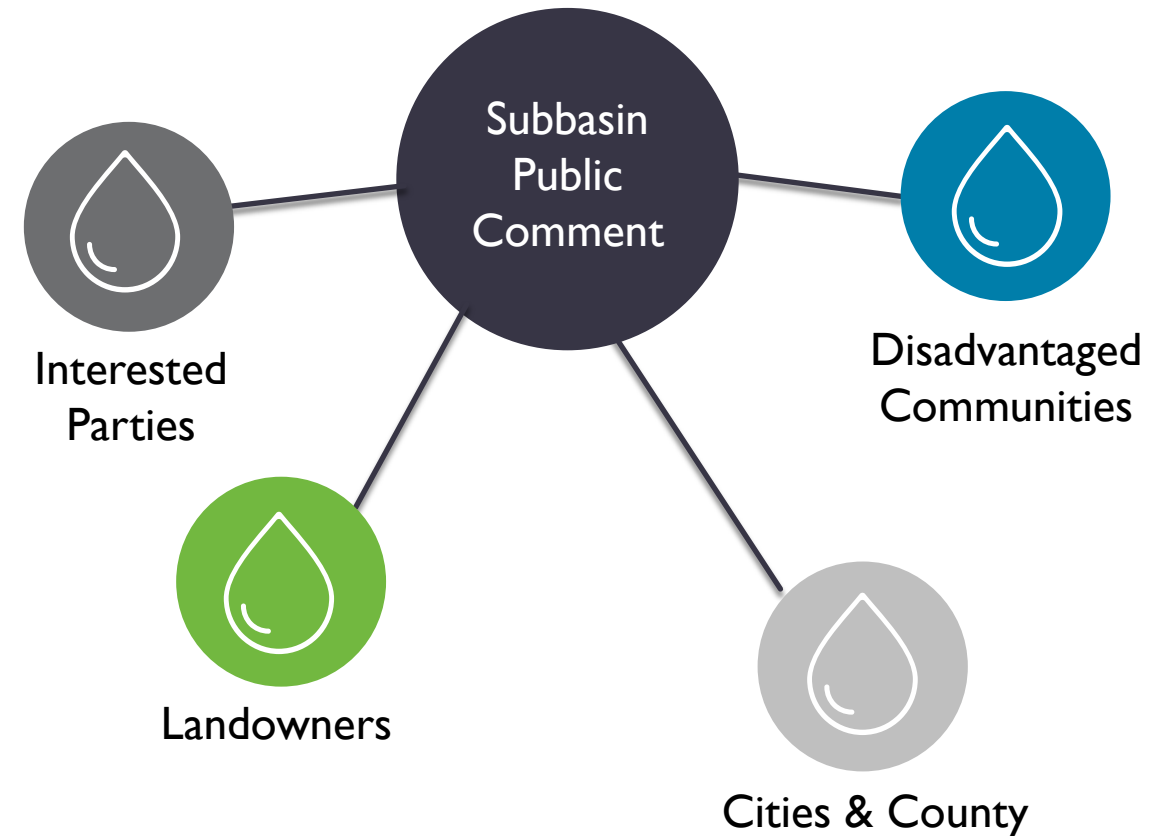 Subbasin
Public
Comment
Interested
Parties
Disadvantaged
Communities
Landowners
Cities & County